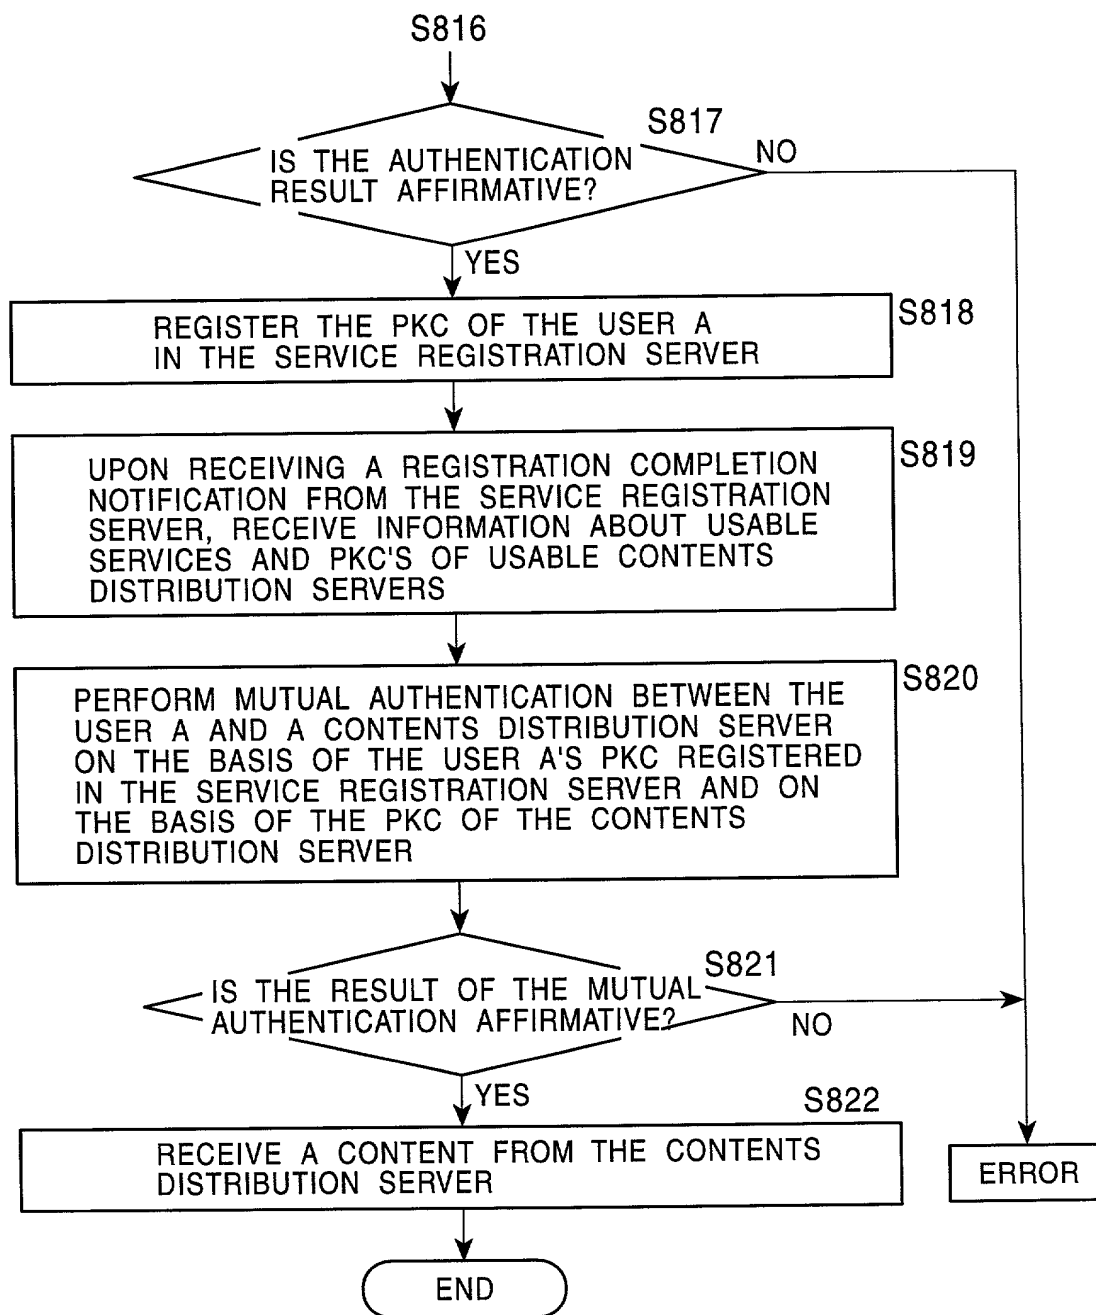 S816
S817
IS THE AUTHENTICATION
RESULT AFFIRMATIVE?
NO
YES
S818
REGISTER THE PKC OF THE USER A
IN THE SERVICE REGISTRATION SERVER
S819
UPON RECEIVING A REGISTRATION COMPLETION
NOTIFICATION FROM THE SERVICE REGISTRATION
SERVER, RECEIVE INFORMATION ABOUT USABLE
SERVICES AND PKC'S OF USABLE CONTENTS
DISTRIBUTION SERVERS
S820
PERFORM MUTUAL AUTHENTICATION BETWEEN THE
USER A AND A CONTENTS DISTRIBUTION SERVER
ON THE BASIS OF THE USER A'S PKC REGISTERED
IN THE SERVICE REGISTRATION SERVER AND ON
THE BASIS OF THE PKC OF THE CONTENTS
DISTRIBUTION SERVER
S821
IS THE RESULT OF THE MUTUAL
AUTHENTICATION AFFIRMATIVE?
NO
YES
S822
RECEIVE A CONTENT FROM THE CONTENTS
DISTRIBUTION SERVER
ERROR
END